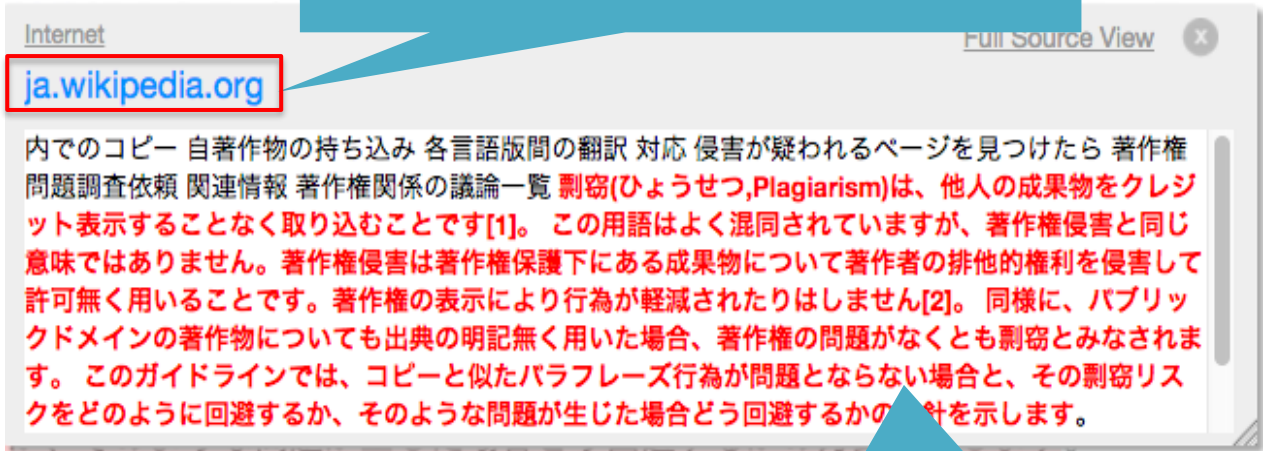 Internet
Full Source View
ja.wikipedia.org
内でのコピー 自著作物の持ち込み 各言語版間の翻訳 対応 侵害が疑われるページを見つけたら 著作権
問題調査依頼 関連情報 著作権関係の議論一覧 剽窃(ひょうせつ,Plagiarism)は、他人の成果物をクレジ
ット表示することなく取り込むことです[1]。 この用語はよく混同されていますが、著作権侵害と同じ
意味ではありません。著作権侵害は著作権保護下にある成果物について著作者の排他的権利を侵害して
許可無く用いることです。著作権の表示により行為が軽減されたりはしません[2]。 同様に、パブリッ
クドメインの著作物についても出典の明記無く用いた場合、著作権の問題がなくとも剽窃とみなされま
す。 このガイドラインでは、コピーと似たパラフレーズ行為が問題とならない場合と、その剽窃リス
クをどのように回避するか、そのような問題が生じた場合どう回避するかの 針を示します。